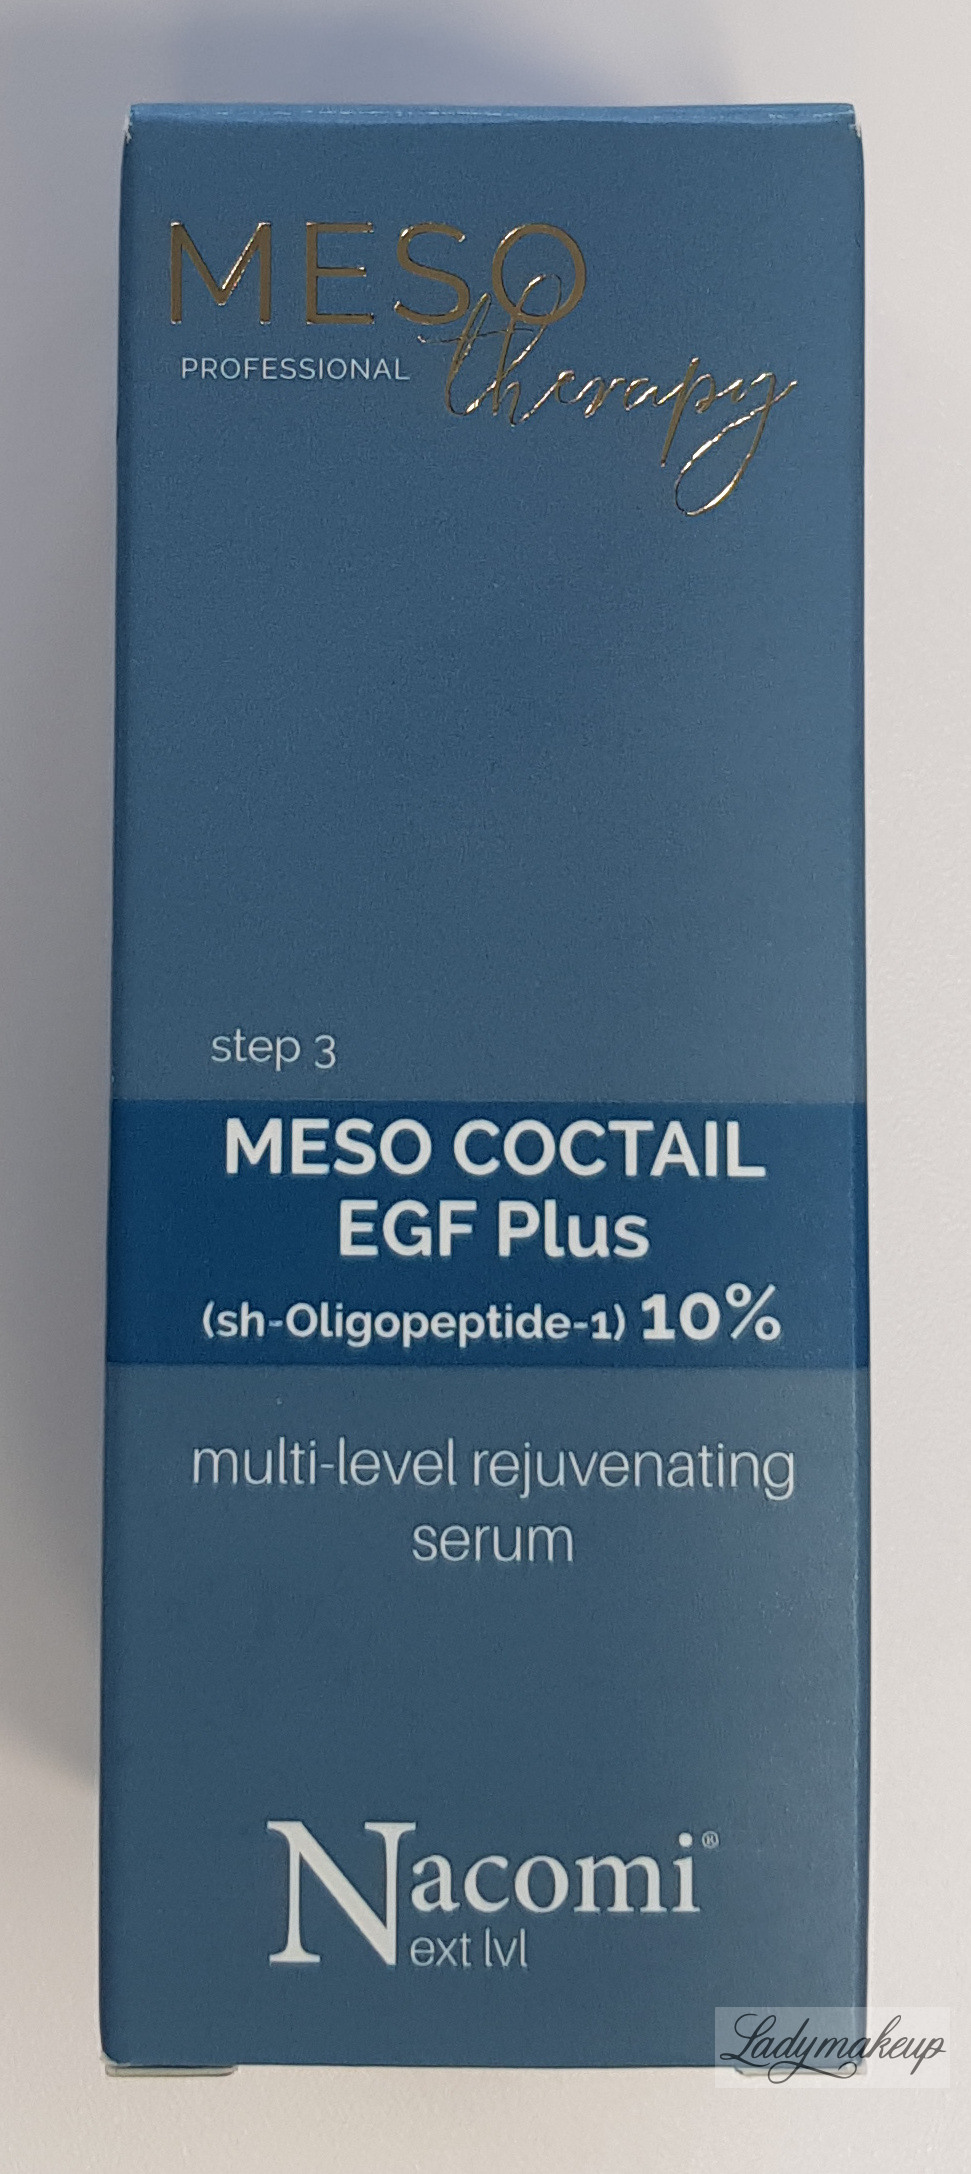 MESO
PROFESSIONAL therapy
step 3
MESO COCTAIL
EGF Plus
(sh-Oligopeptide-1) 10%
multi-level rejuvenating
serum
Nacomi®
Next lvl
Ladymakeup